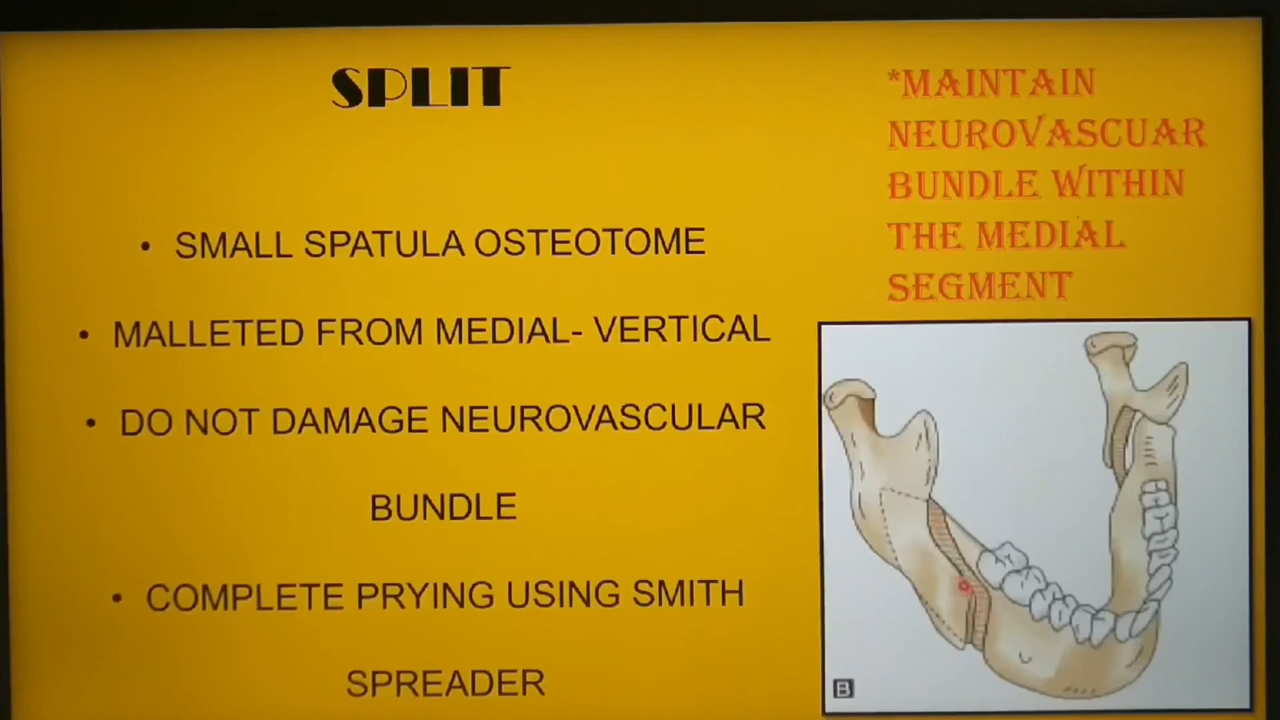 SPLIT
• SMALL SPATULA OSTEOTOME
• MALLETED FROM MEDIAL- VERTICAL
• DO NOT DAMAGE NEUROVASCULAR
BUNDLE
• COMPLETE PRYING USING SMITH
SPREADER
*MAINTAIN
NEUROVASCUAR
BUNDLE WITHIN
THE MEDIAL
SEGMENT
B